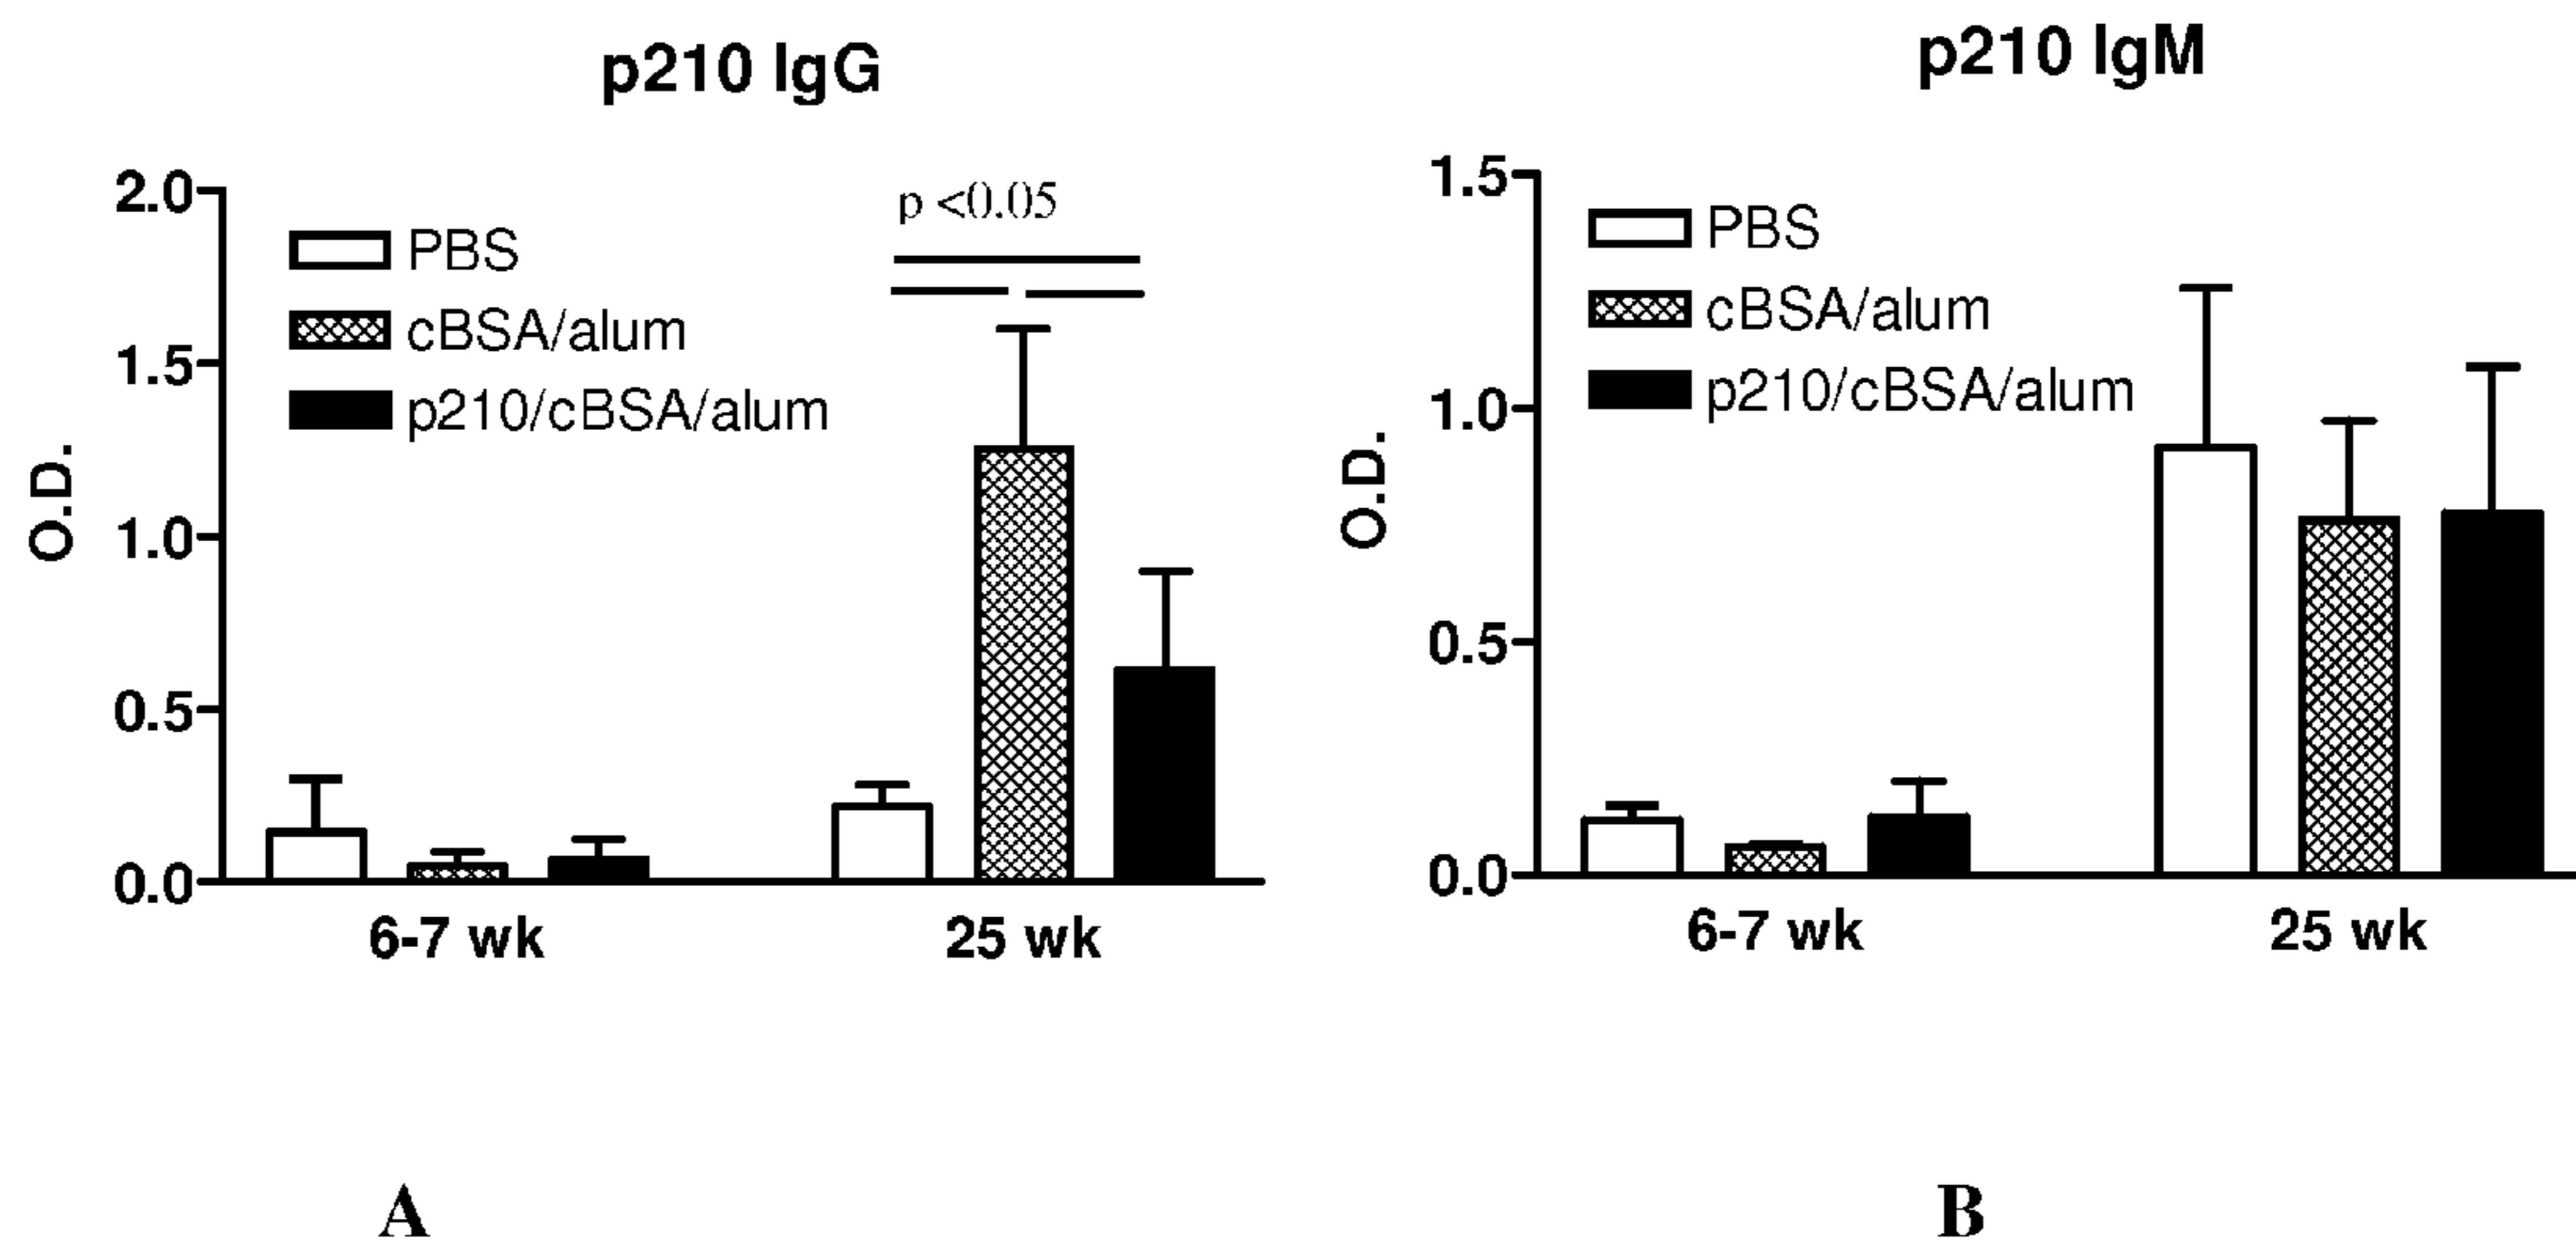 p210 IgG
2.0
1.5
1.0
0.5
0.0
O.D.
PBS
cBSA/alum
p210/cBSA/alum
p <0.05
6-7 wk
25 wk
A
p210 IgM
1.5
1.0
0.5
0.0
O.D.
PBS
cBSA/alum
p210/cBSA/alum
6-7 wk
25 wk
B